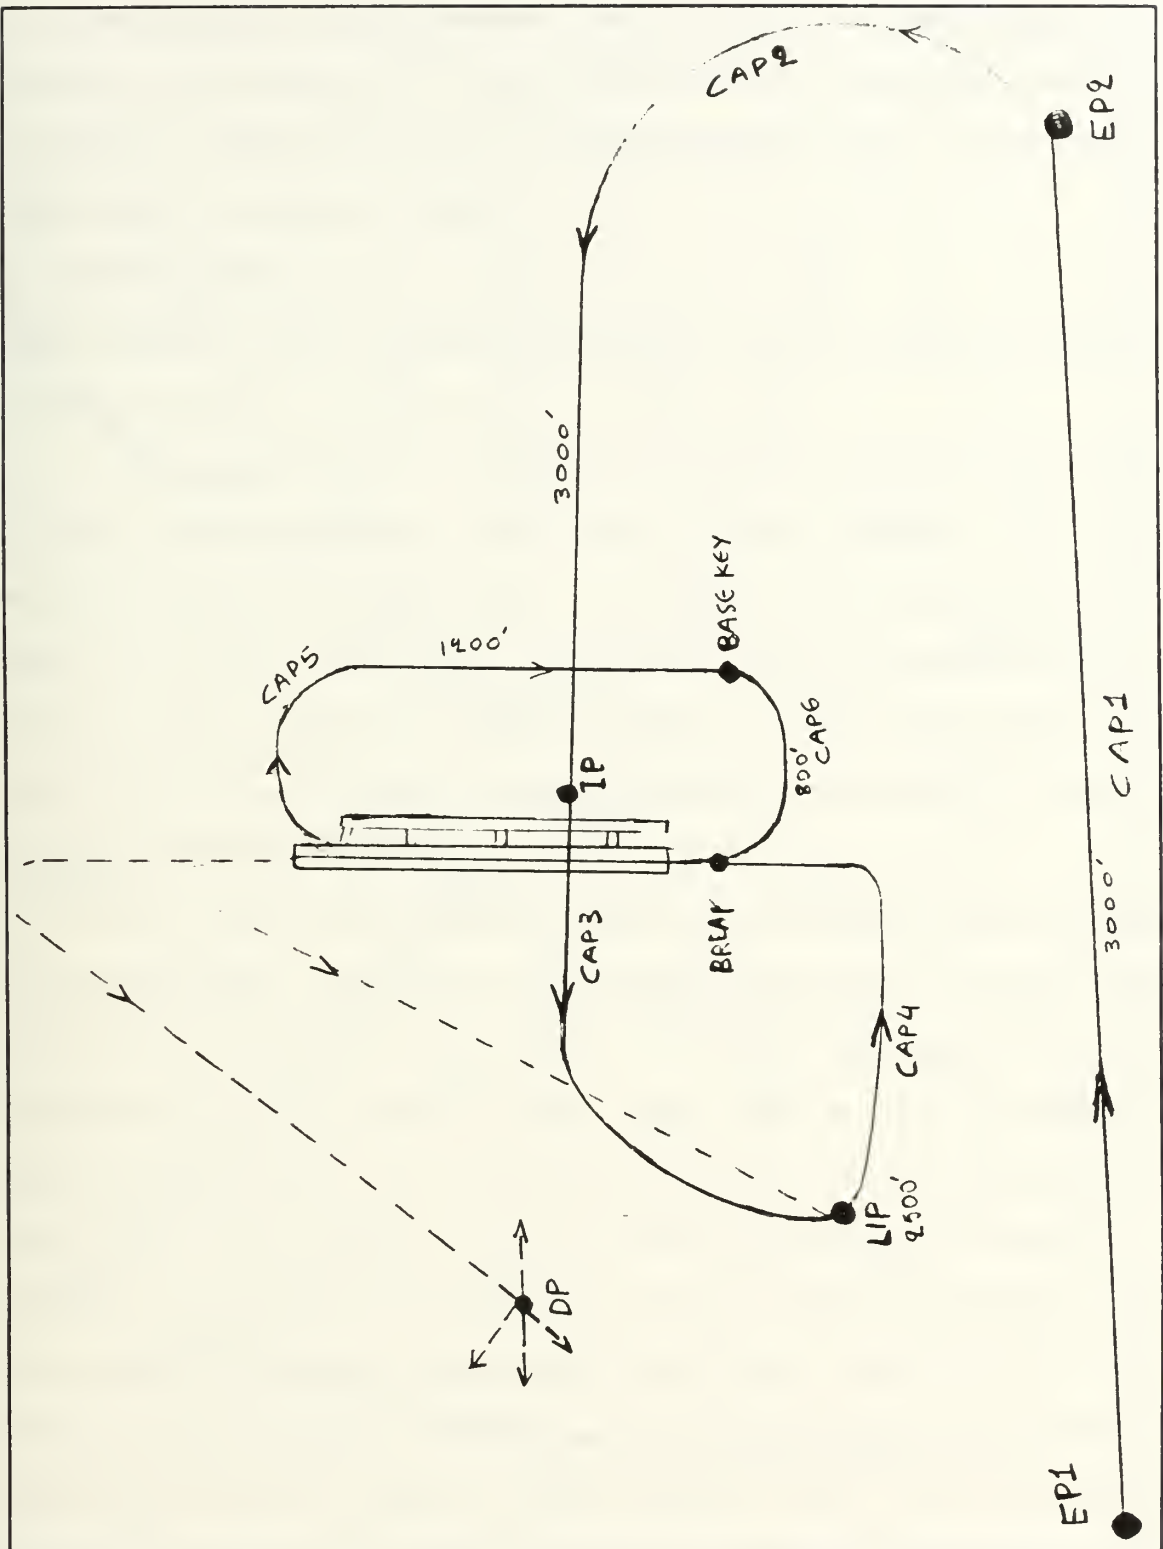 CAP2
EP2
3000'
BASE KEY
1200'
CAP5
800'
CAP6
IP
CAP1
3000'
CAP3
BREAK
CAP4
LIP
2500'
DP
EP1